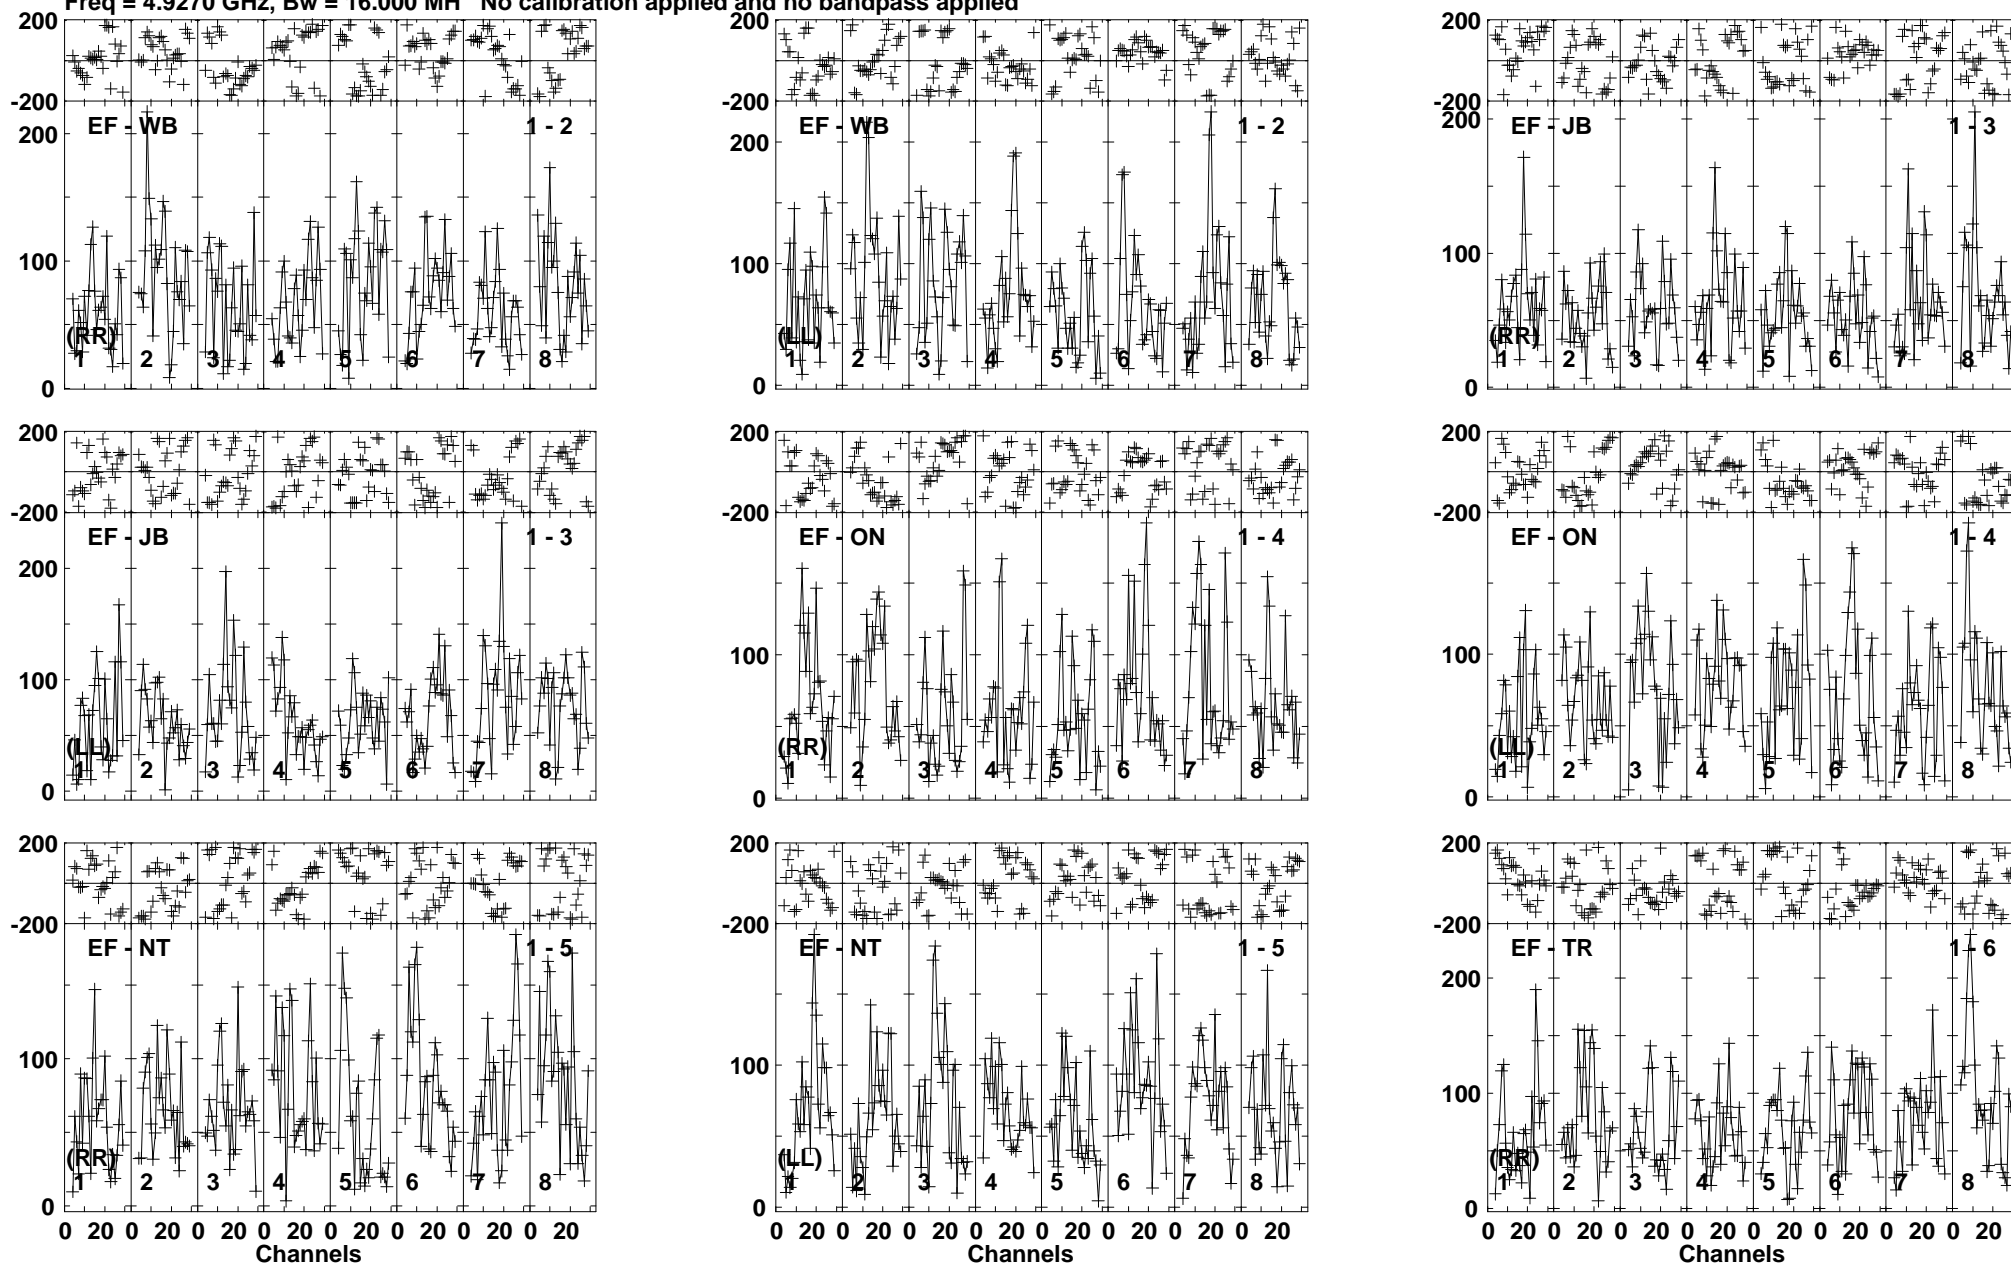 Freq = 4.9270 GHz, Bw = 16.000 MH No calibration applied and no bandpass applied
200 200 200
-200 -200 -200
EF - WB 1 - 2 EF - WB 1 - 2 EF - JB 1 - 3
200 200 200
100 100 100
(RR) (LL) (RR)
1 2 3 4 5 6 7 8 1 2 3 4 5 6 7 8 1 2 3 4 5 6 7 8
0 0 0
200 200 200
-200 -200 -200
EF - JB 1 - 3 EF - ON 1 - 4 EF - ON 1 - 4
200
100 100 100
(LL) (RR) (LL)
1 2 3 4 5 6 7 8 1 2 3 4 5 6 7 8 1 2 3 4 5 6 7 8
0 0 0
200 200 200
-200 -200 -200
EF - NT 1 - 5 EF - NT 1 - 5 EF - TR 1 - 6
200
100 100 100
(RR) (LL) (RR)
1 2 3 4 5 6 7 8 1 2 3 4 5 6 7 8 1 2 3 4 5 6 7 8
0 0 0
0 20 0 20 0 20 0 20 0 20 0 20 0 20 0 20 0 20 0 20 0 20 0 20 0 20 0 20 0 20 0 20 0 20 0 20 0 20 0 20 0 20 0 20 0 20 0 20
Channels Channels Channels